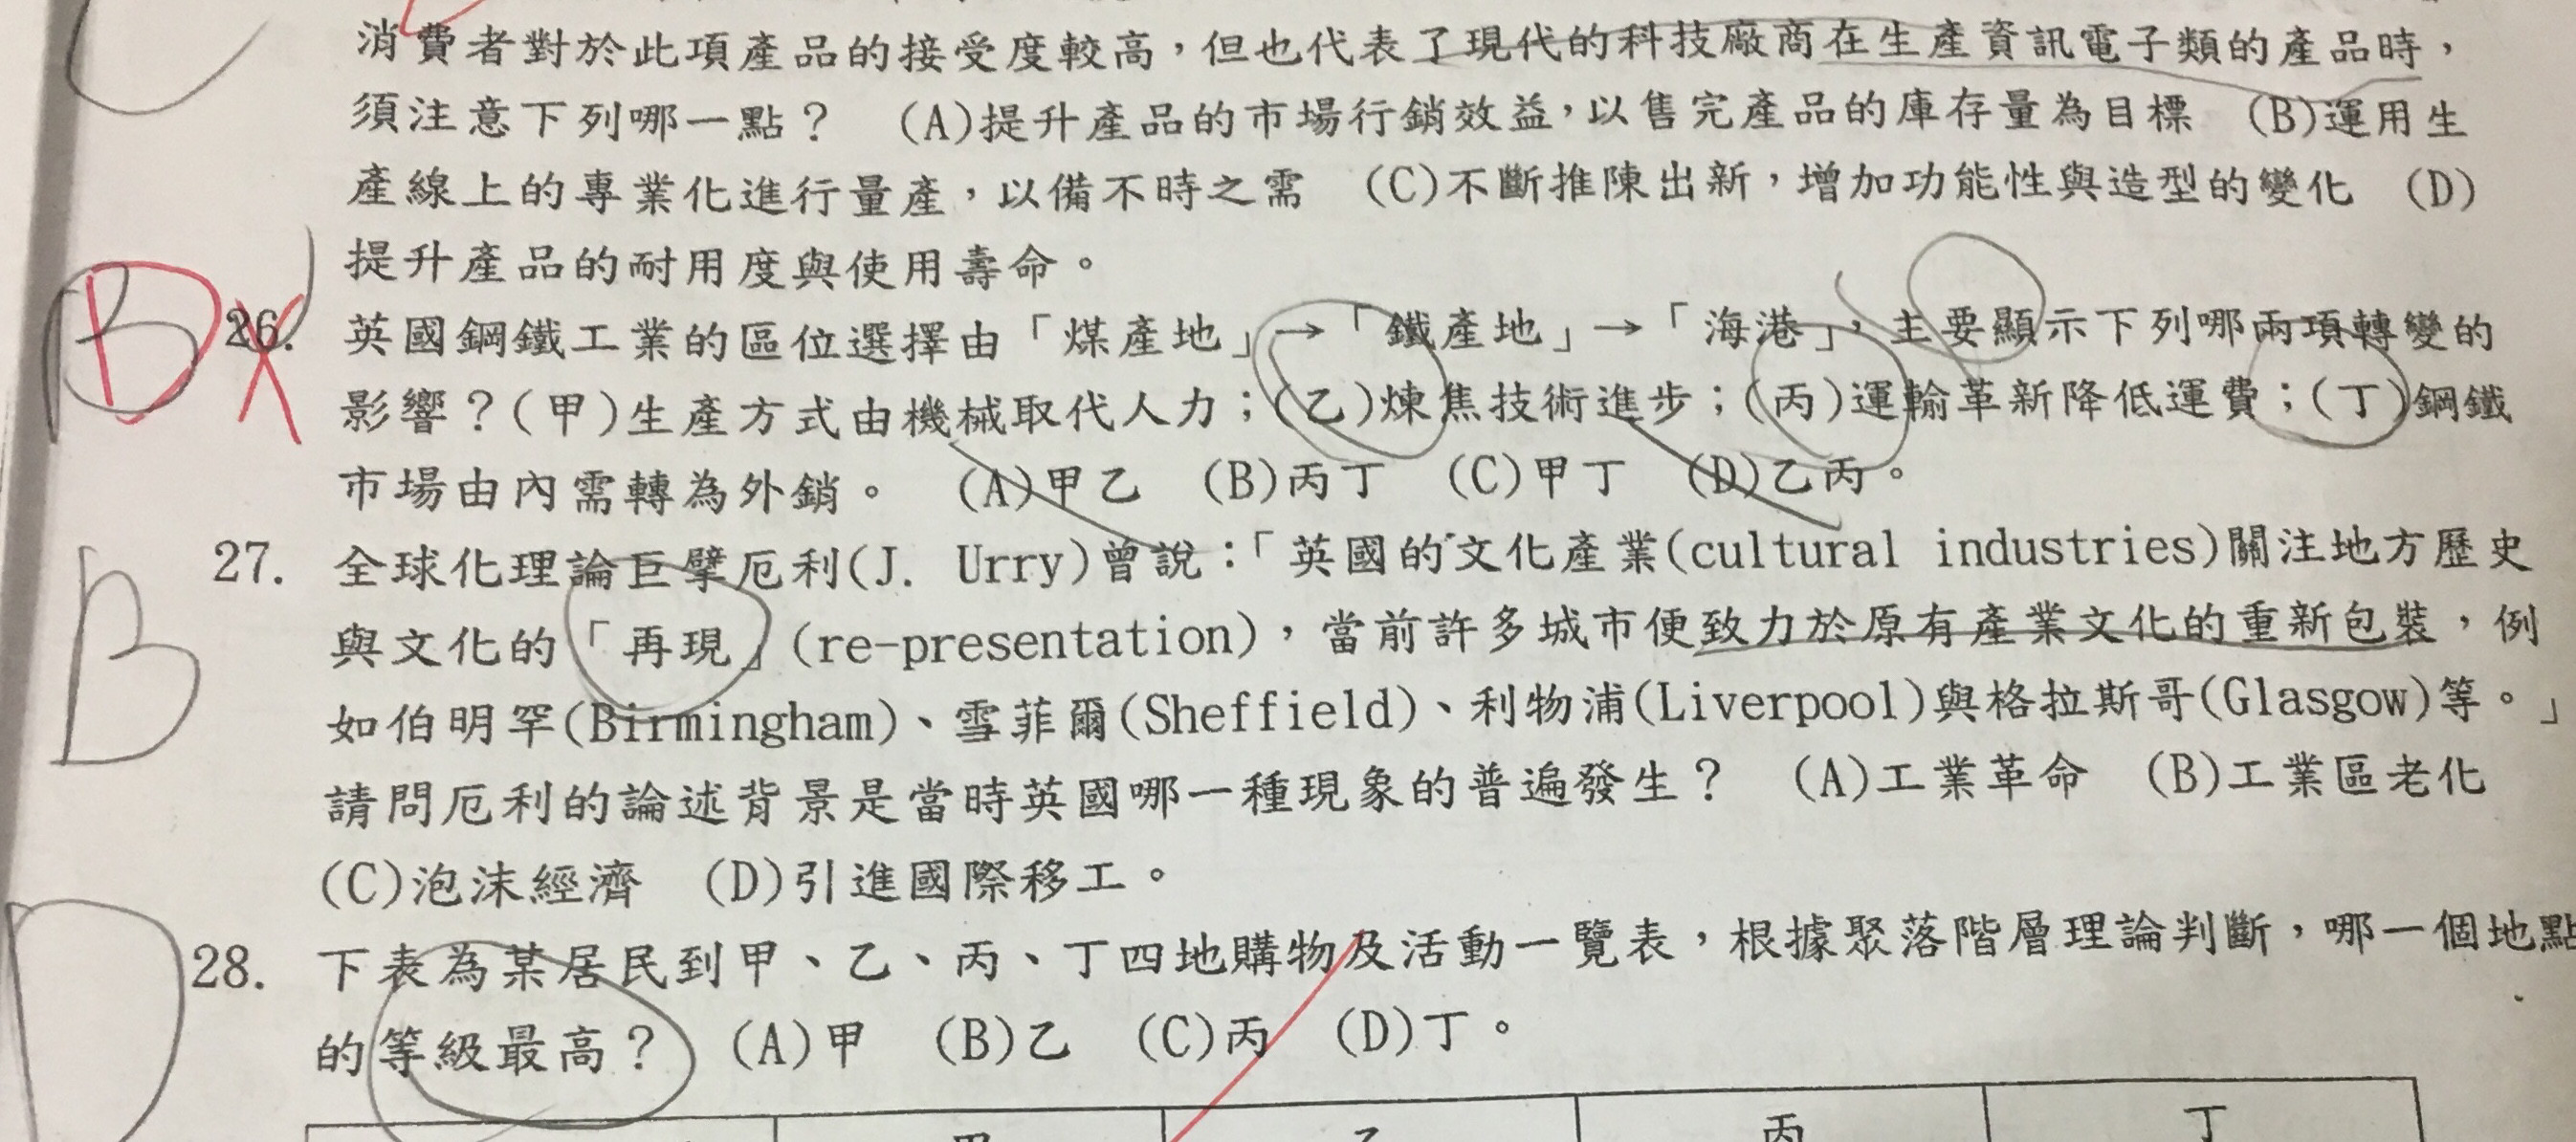 消費者對於此項產品的接受度較高，但也代表了現代的科技廠商在生產資訊電子類的產品時，
須注意下列哪一點？　(A)提升產品的市場行銷效益，以售完產品的庫存量為目標　(B)運用生
產線上的專業化進行量產，以備不時之需　(C)不斷推陳出新，增加功能性與造型的變化　(D)
提升產品的耐用度與使用壽命。
B D
26. 英國鋼鐵工業的區位選擇由「煤產地」→「鐵產地」→「海港」，主要顯示下列哪兩項轉變的
影響？(甲)生產方式由機械取代人力；(乙)煉焦技術進步；(丙)運輸革新降低運費；(丁)鋼鐵
市場由內需轉為外銷。　(A)甲乙　(B)丙丁　(C)甲丁　(D)乙丙。
B
27. 全球化理論巨擘厄利(J. Urry)曾說：「英國的文化產業(cultural industries)關注地方歷史
與文化的「再現」(re-presentation)，當前許多城市便致力於原有產業文化的重新包裝，例
如伯明罕(Birmingham)、雪菲爾(Sheffield)、利物浦(Liverpool)與格拉斯哥(Glasgow)等。」
請問厄利的論述背景是當時英國哪一種現象的普遍發生？　(A)工業革命　(B)工業區老化
(C)泡沫經濟　(D)引進國際移工。
D
28. 下表為某居民到甲、乙、丙、丁四地購物及活動一覽表，根據聚落階層理論判斷，哪一個地點
的等級最高？　(A)甲　(B)乙　(C)丙　(D)丁。
甲　乙　丙　丁